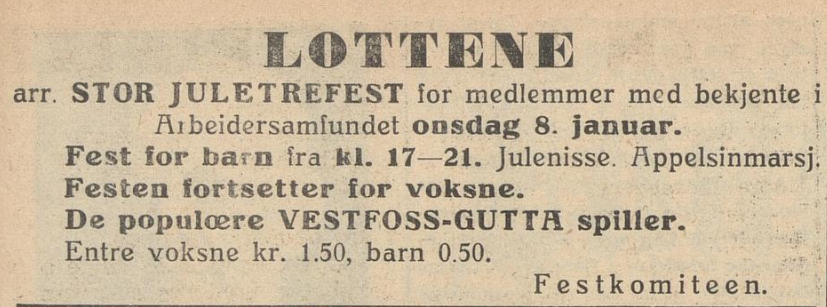 LOTTENE
arr. STOR JULETREFEST for medlemmer med bekjente i
Arbeidersamfundet onsdag 8. januar.
Fest for barn fra kl. 17—21. Julenisse. Appelsinmarsj.
Festen fortsetter for voksne.
De populære VESTFOSS-GUTTA spiller.
Entre voksne kr. 1.50, barn 0.50.
Festkomiteen.